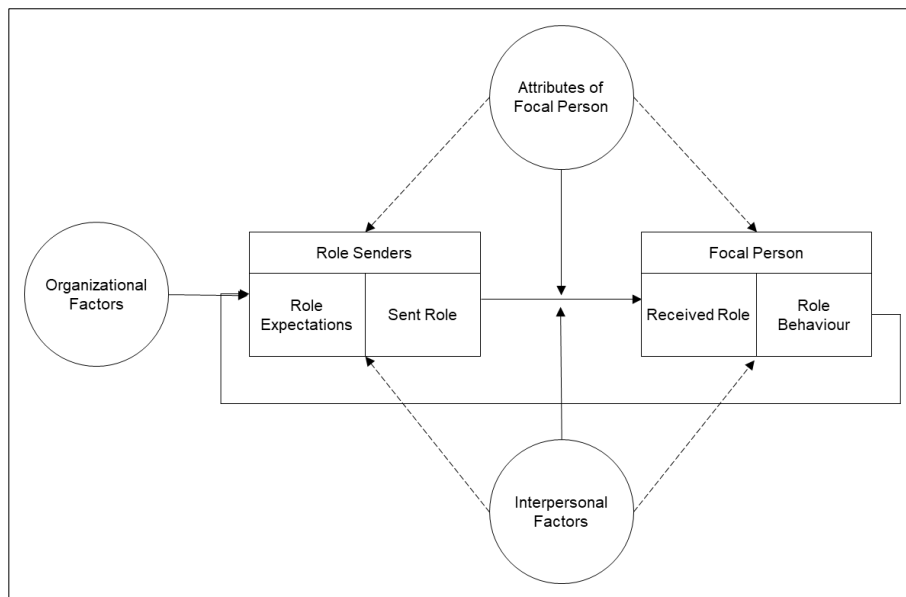 Attributes of
Focal Person
Role Senders
Focal Person
Organizational
Factors
Role
Expectations
Sent Role
Received Role
Role
Behaviour
Interpersonal
Factors